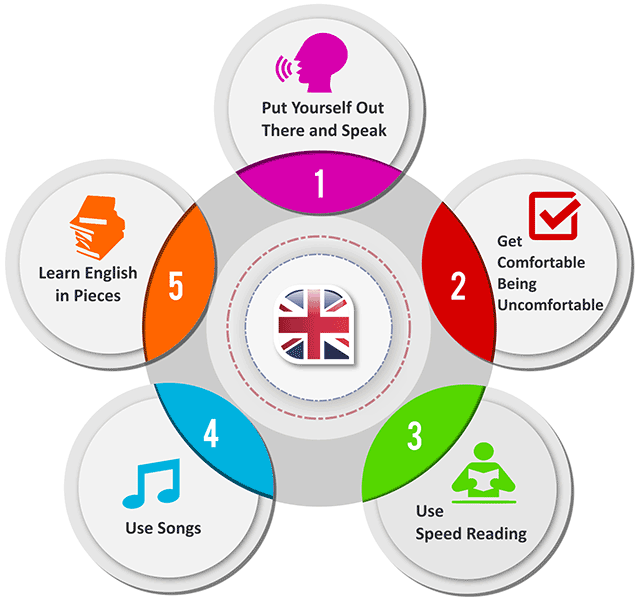 Put Yourself Out
There and Speak
1
Get
Comfortable
Being
Uncomfortable
2
Use
Speed Reading
3
Use Songs
4
Learn English
in Pieces
5